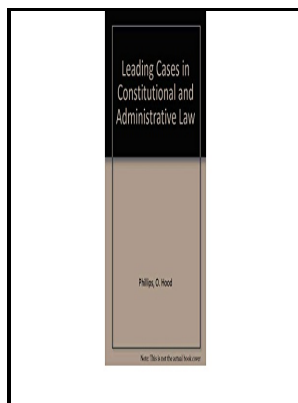 Leading Cases in
Constitutional and
Administrative Law
Phillips, O. Hood
Note: This is not the actual book cover